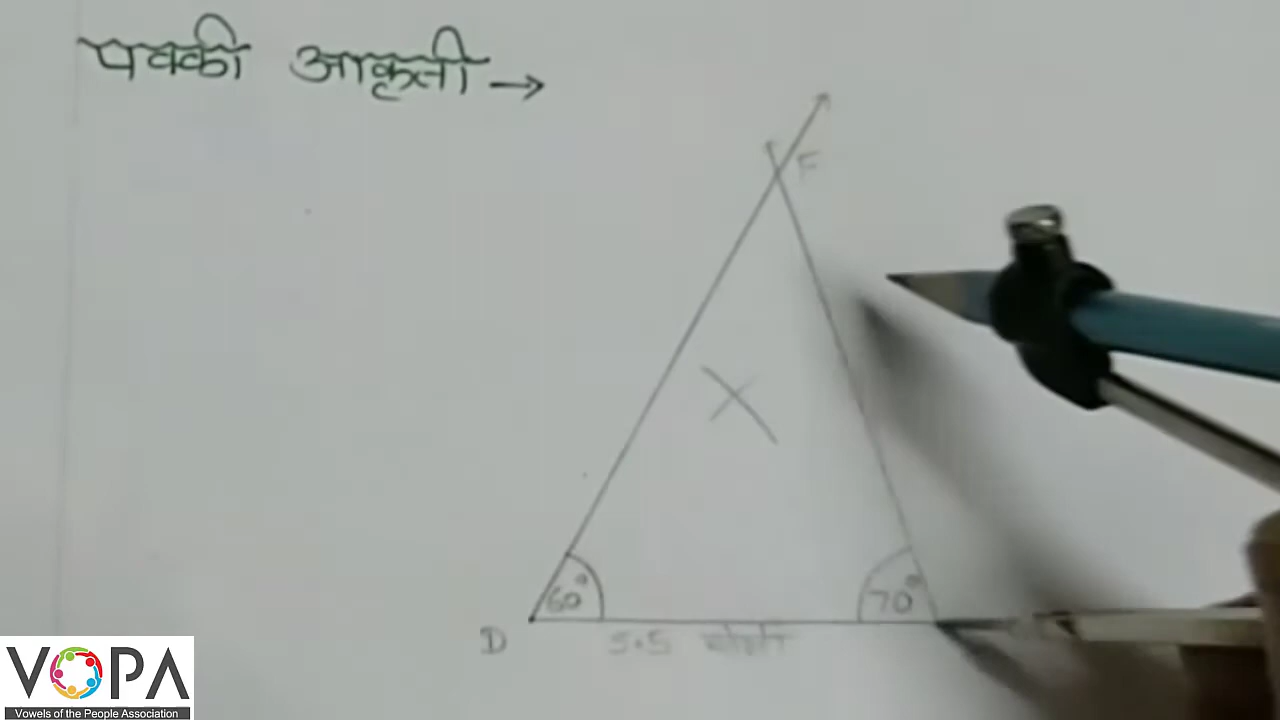 पक्की आकृती →
F
60°
70°
D
5.5 सेमी
VOPA
Vowels of the People Association